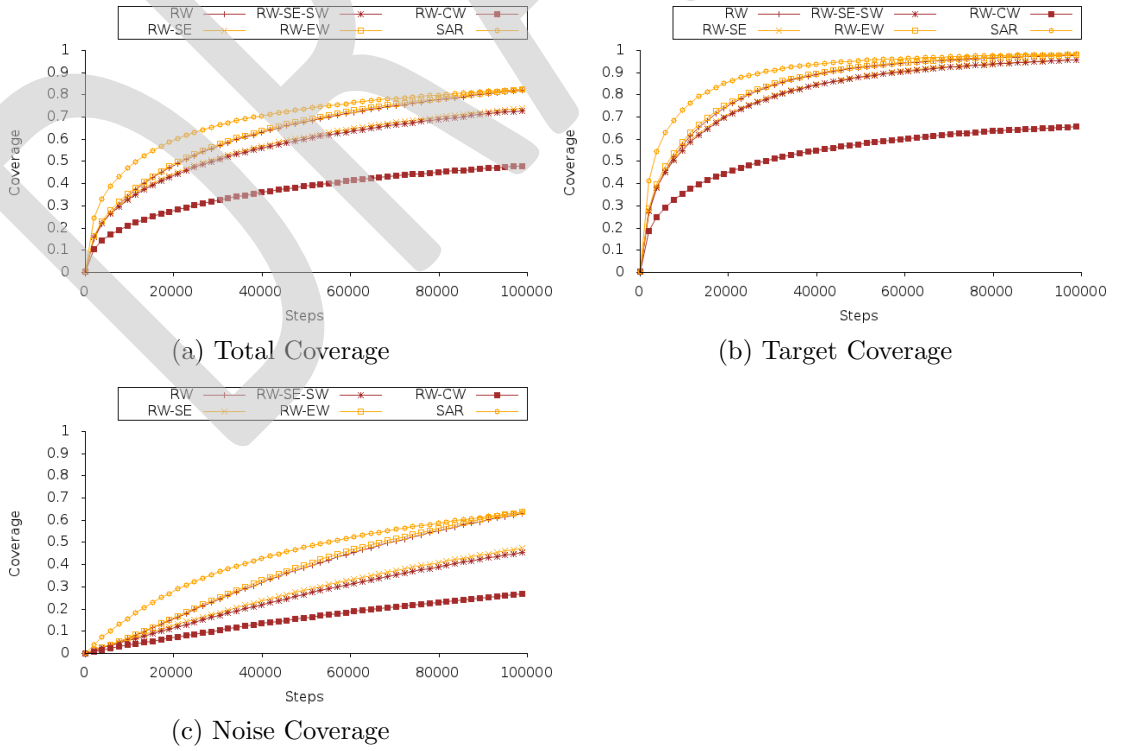 RW RW-SE-SW RW-CW
RW-SE RW-EW SAR
1
0.9
0.8
0.7
0.6
0.5
0.4
0.3
0.2
0.1
0
Coverage
0 20000 40000 60000 80000 100000
Steps
(a) Total Coverage
RW RW-SE-SW RW-CW
RW-SE RW-EW SAR
1
0.9
0.8
0.7
0.6
0.5
0.4
0.3
0.2
0.1
0
Coverage
0 20000 40000 60000 80000 100000
Steps
(b) Target Coverage
RW RW-SE-SW RW-CW
RW-SE RW-EW SAR
1
0.9
0.8
0.7
0.6
0.5
0.4
0.3
0.2
0.1
0
Coverage
0 20000 40000 60000 80000 100000
Steps
(c) Noise Coverage